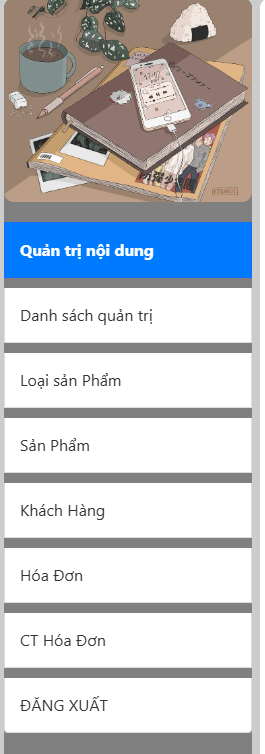 Quản trị nội dung
Danh sách quản trị
Loại sản Phẩm
Sản Phẩm
Khách Hàng
Hóa Đơn
CT Hóa Đơn
ĐĂNG XUẤT